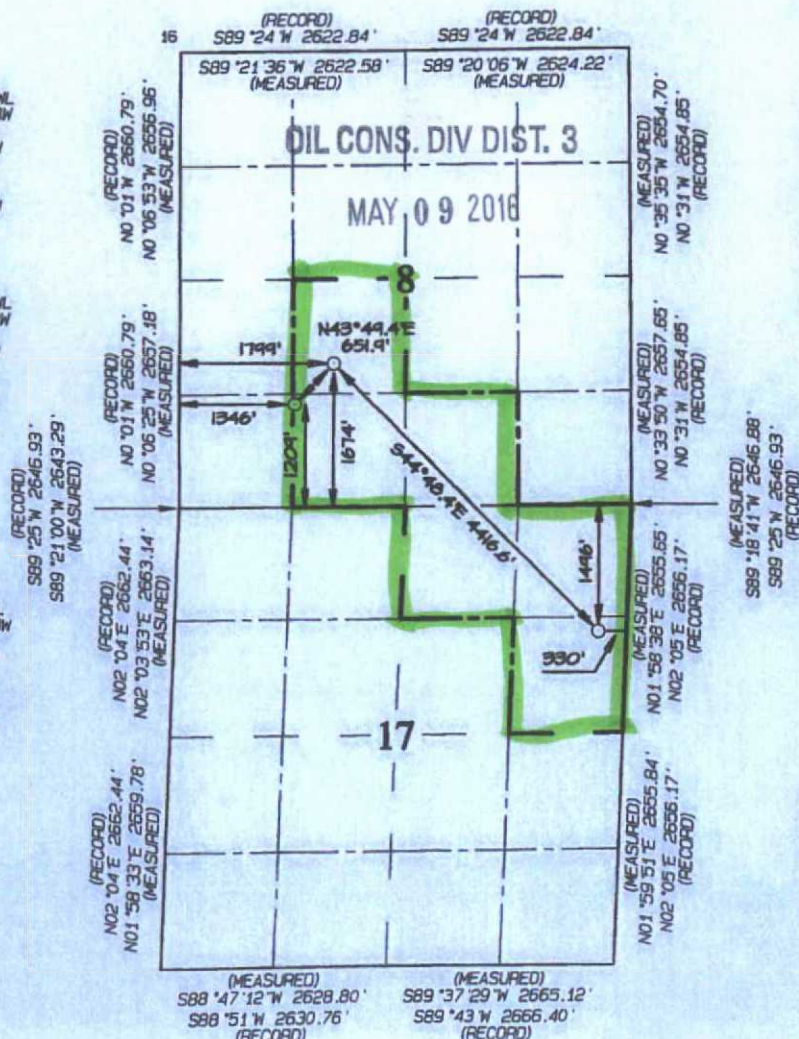 (RECORD) (RECORD)
16 S89°24'W 2622.84' S89°24'W 2622.84'
S89°21'36"W 2622.58' S89°20'06"W 2624.22'
(MEASURED) (MEASURED)
(RECORD)
N0°01'W 2660.79'
N0°06'53"W 2656.96'
(MEASURED)
(MEASURED)
N0°35'35"W 2654.70'
N0°31'W 2654.85'
(RECORD)
OIL CONS. DIV DIST. 3
MAY 09 2016
8
(RECORD)
N0°01'W 2660.79'
N0°06'25"W 2657.18'
(MEASURED)
N43°49.4'E
651.9'
1799'
1346'
1209'
1674'
S44°48.4'E 4416.6'
(MEASURED)
N0°33'50"W 2657.65'
N0°31'W 2654.85'
(RECORD)
(RECORD)
S89°25'W 2646.93'
S89°21'00"W 2643.29'
(MEASURED)
(MEASURED)
S89°18'41"W 2646.88'
S89°25'W 2646.93'
(RECORD)
(RECORD)
N02°04'E 2662.44'
N02°03'53"E 2663.14'
(MEASURED)
1446'
330'
(MEASURED)
N01°58'38"E 2655.65'
N02°05'E 2656.17'
(RECORD)
17
(RECORD)
N02°04'E 2662.44'
N01°58'33"E 2659.78'
(MEASURED)
(MEASURED)
N01°59'51"E 2655.84'
N02°05'E 2656.17'
(RECORD)
(MEASURED) (MEASURED)
S88°47'12"W 2628.80' S89°37'29"W 2665.12'
S88°51'W 2630.76' S89°43'W 2666.40'
(RECORD) (RECORD)